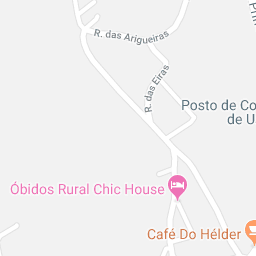 R. das Arigueiras
R. das Eiras
Posto de Co
de U
Óbidos Rural Chic House
Café Do Hélder